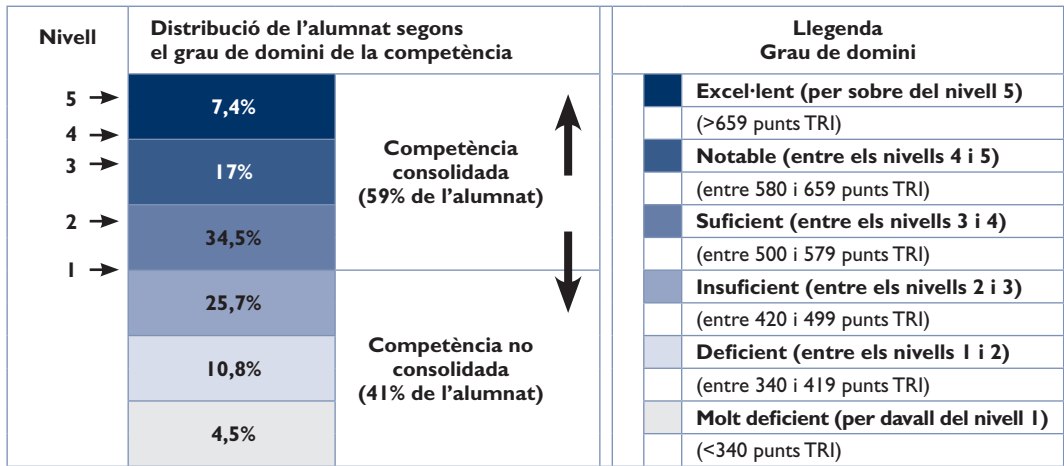 Nivell
Distribució de l'alumnat segons
el grau de domini de la competència
5
4
3
2
1
7,4%
17%
34,5%
25,7%
10,8%
4,5%
Competència
consolidada
(59% de l'alumnat)
Competència no
consolidada
(41% de l'alumnat)
Llegenda
Grau de domini
Excel·lent (per sobre del nivell 5)
(>659 punts TRI)
Notable (entre els nivells 4 i 5)
(entre 580 i 659 punts TRI)
Suficient (entre els nivells 3 i 4)
(entre 500 i 579 punts TRI)
Insuficient (entre els nivells 2 i 3)
(entre 420 i 499 punts TRI)
Deficient (entre els nivells 1 i 2)
(entre 340 i 419 punts TRI)
Molt deficient (per davall del nivell 1)
(<340 punts TRI)